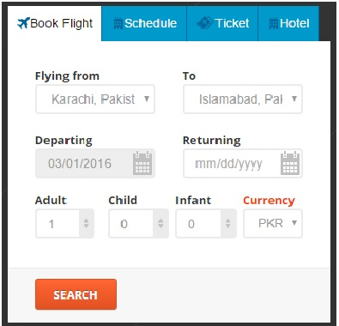 Book Flight Schedule Ticket Hotel
Flying from To
Karachi, Pakist Islamabad, Pak
Departing Returning
03/01/2016 mm/dd/yyyy
Adult Child Infant Currency
1 0 0 PKR
SEARCH